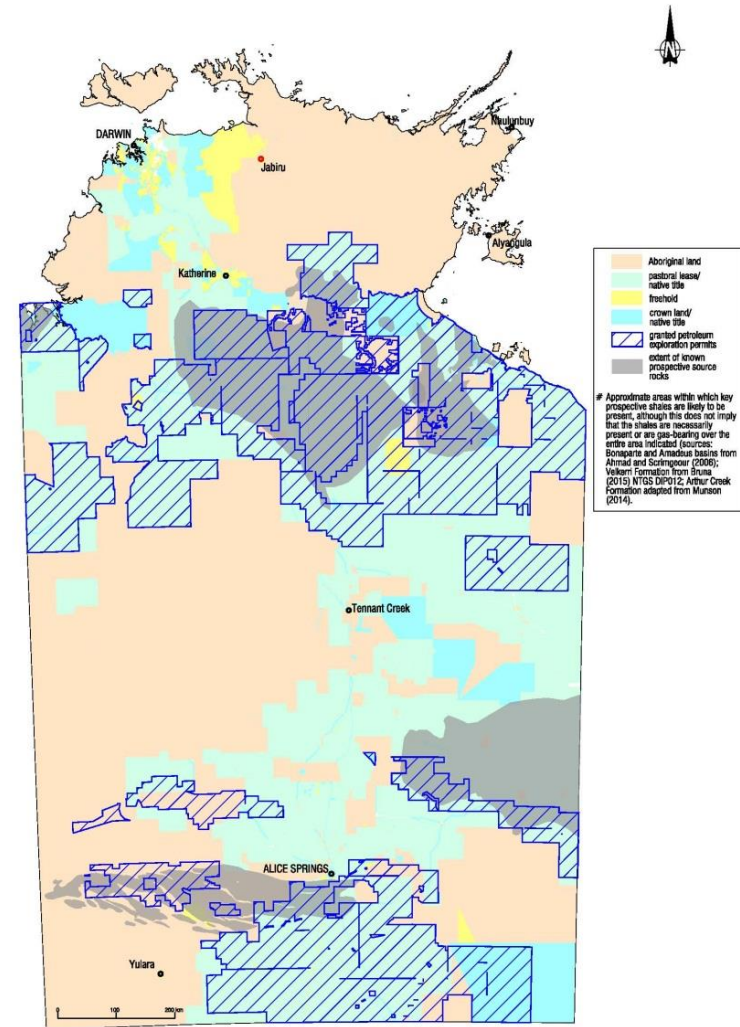 N
DARWIN
Nhulunbuy
Jabiru
Alyangula
Katherine
Aboriginal land
pastoral lease/
native title
freehold
crown land/
native title
granted petroleum
exploration permits
extent of known
prospective source
rocks
# Approximate areas within which key
prospective shales are likely to be
present, although this does not imply
that the shales are necessarily
present or are gas-bearing over the
entire area indicated (sources:
Bonaparte and Amadeus basins from
Ahmad and Scrimgeour (2006);
Velkerri Formation from Bruna
(2015) NTGS DIP012; Arthur Creek
Formation adapted from Munson
(2014).
Tennant Creek
ALICE SPRINGS
Yulara
0 100 200 km